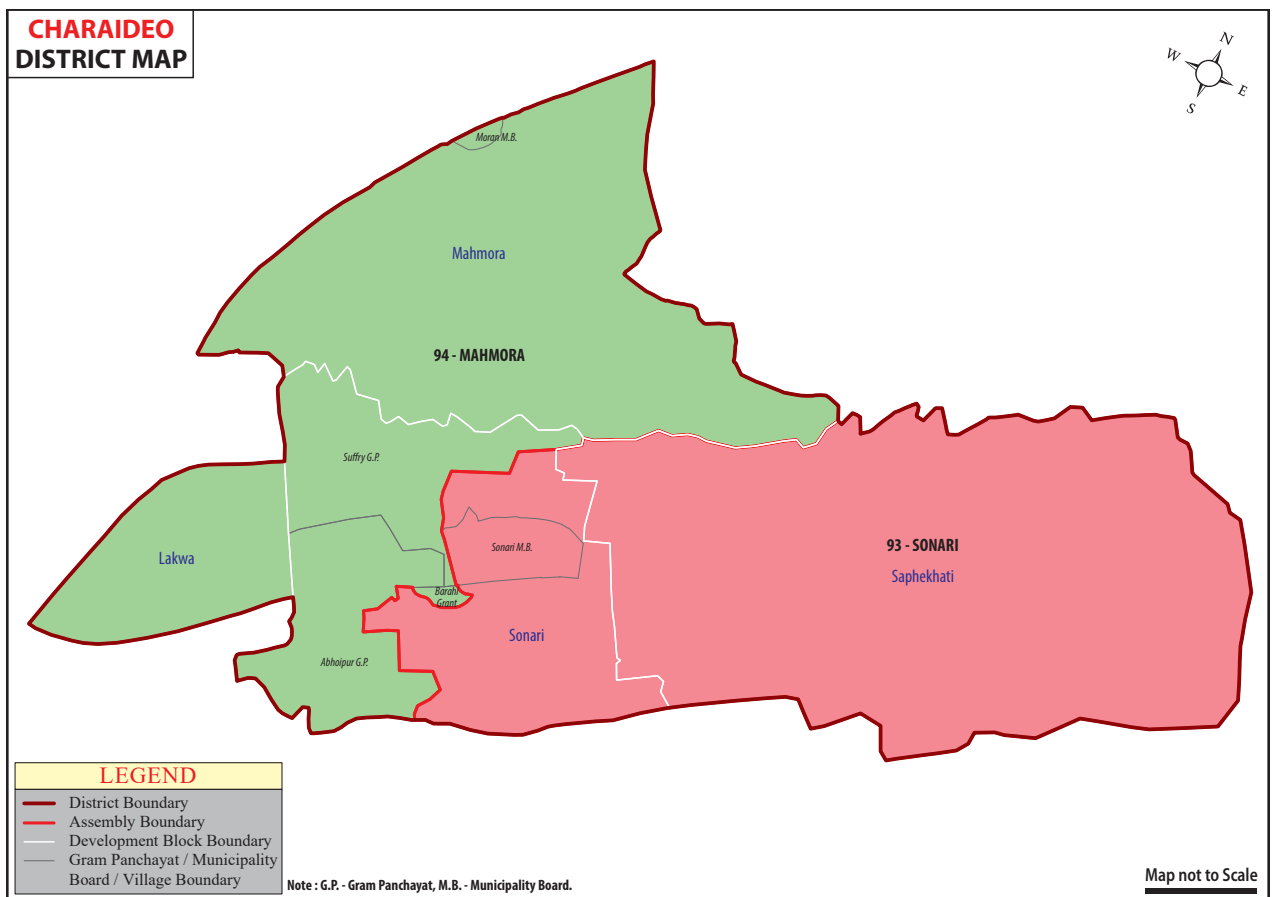 CHARAIDEO
DISTRICT MAP
N
W
E
S
Moran M.B.
Mahmora
94 - MAHMORA
Suffry G.P.
Lakwa
Sonari M.B.
93 - SONARI
Saphekhati
Barahi
Grant
Sonari
Abhoipur G.P.
LEGEND
District Boundary
Assembly Boundary
Development Block Boundary
Gram Panchayat / Municipality
Board / Village Boundary
Note : G.P. - Gram Panchayat, M.B. - Municipality Board.
Map not to Scale